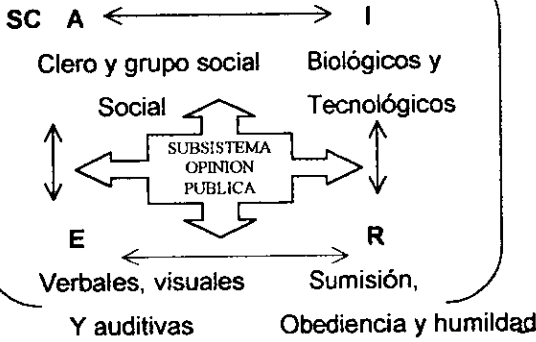 SC A I
Clero y grupo social Biológicos y
Social Tecnológicos
SUBSISTEMA
OPINION
PUBLICA
E R
Verbales, visuales Sumisión,
Y auditivas Obediencia y humildad